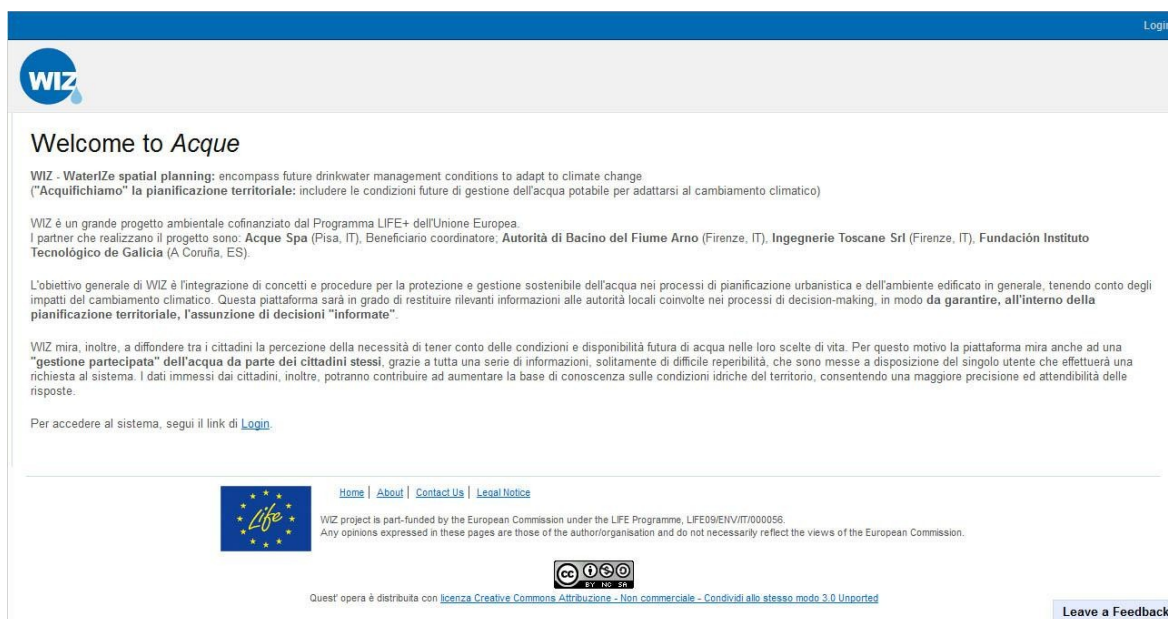 Login
WIZ
Welcome to Acque
WIZ - WaterIZe spatial planning: encompass future drinkwater management conditions to adapt to climate change
("Acquifichiamo" la pianificazione territoriale: includere le condizioni future di gestione dell'acqua potabile per adattarsi al cambiamento climatico)
WIZ é un grande progetto ambientale cofinanziato dal Programma LIFE+ dell'Unione Europea.
I partner che realizzano il progetto sono: Acque Spa (Pisa, IT), Beneficiario coordinatore; Autorità di Bacino del Fiume Arno (Firenze, IT), Ingegnerie Toscane Srl (Firenze, IT), Fundación Instituto
Tecnológico de Galicia (A Coruña, ES).
L'obiettivo generale di WIZ è l'integrazione di concetti e procedure per la protezione e gestione sostenibile dell'acqua nei processi di pianificazione urbanistica e dell'ambiente edificato in generale, tenendo conto degli
impatti del cambiamento climatico. Questa piattaforma sarà in grado di restituire rilevanti informazioni alle autorità locali coinvolte nei processi di decision-making, in modo da garantire, all'interno della
pianificazione territoriale, l'assunzione di decisioni "informate".
WIZ mira, inoltre, a diffondere tra i cittadini la percezione della necessità di tener conto delle condizioni e disponibilità futura di acqua nelle loro scelte di vita. Per questo motivo la piattaforma mira anche ad una
"gestione partecipata" dell'acqua da parte dei cittadini stessi, grazie a tutta una serie di informazioni, solitamente di difficile reperibilità, che sono messe a disposizione del singolo utente che effettuerà una
richiesta al sistema. I dati immessi dai cittadini, inoltre, potranno contribuire ad aumentare la base di conoscenza sulle condizioni idriche del territorio, consentendo una maggiore precisione ed attendibilità delle
risposte.
Per accedere al sistema, segui il link di Login.
Life
Home | About | Contact Us | Legal Notice
WIZ project is part-funded by the European Commission under the LIFE Programme, LIFE09/ENV/IT/000056.
Any opinions expressed in these pages are those of the author/organisation and do not necessarily reflect the views of the European Commission.
cc BY NC SA
Quest' opera è distribuita con licenza Creative Commons Attribuzione - Non commerciale - Condividi allo stesso modo 3.0 Unported
Leave a Feedback